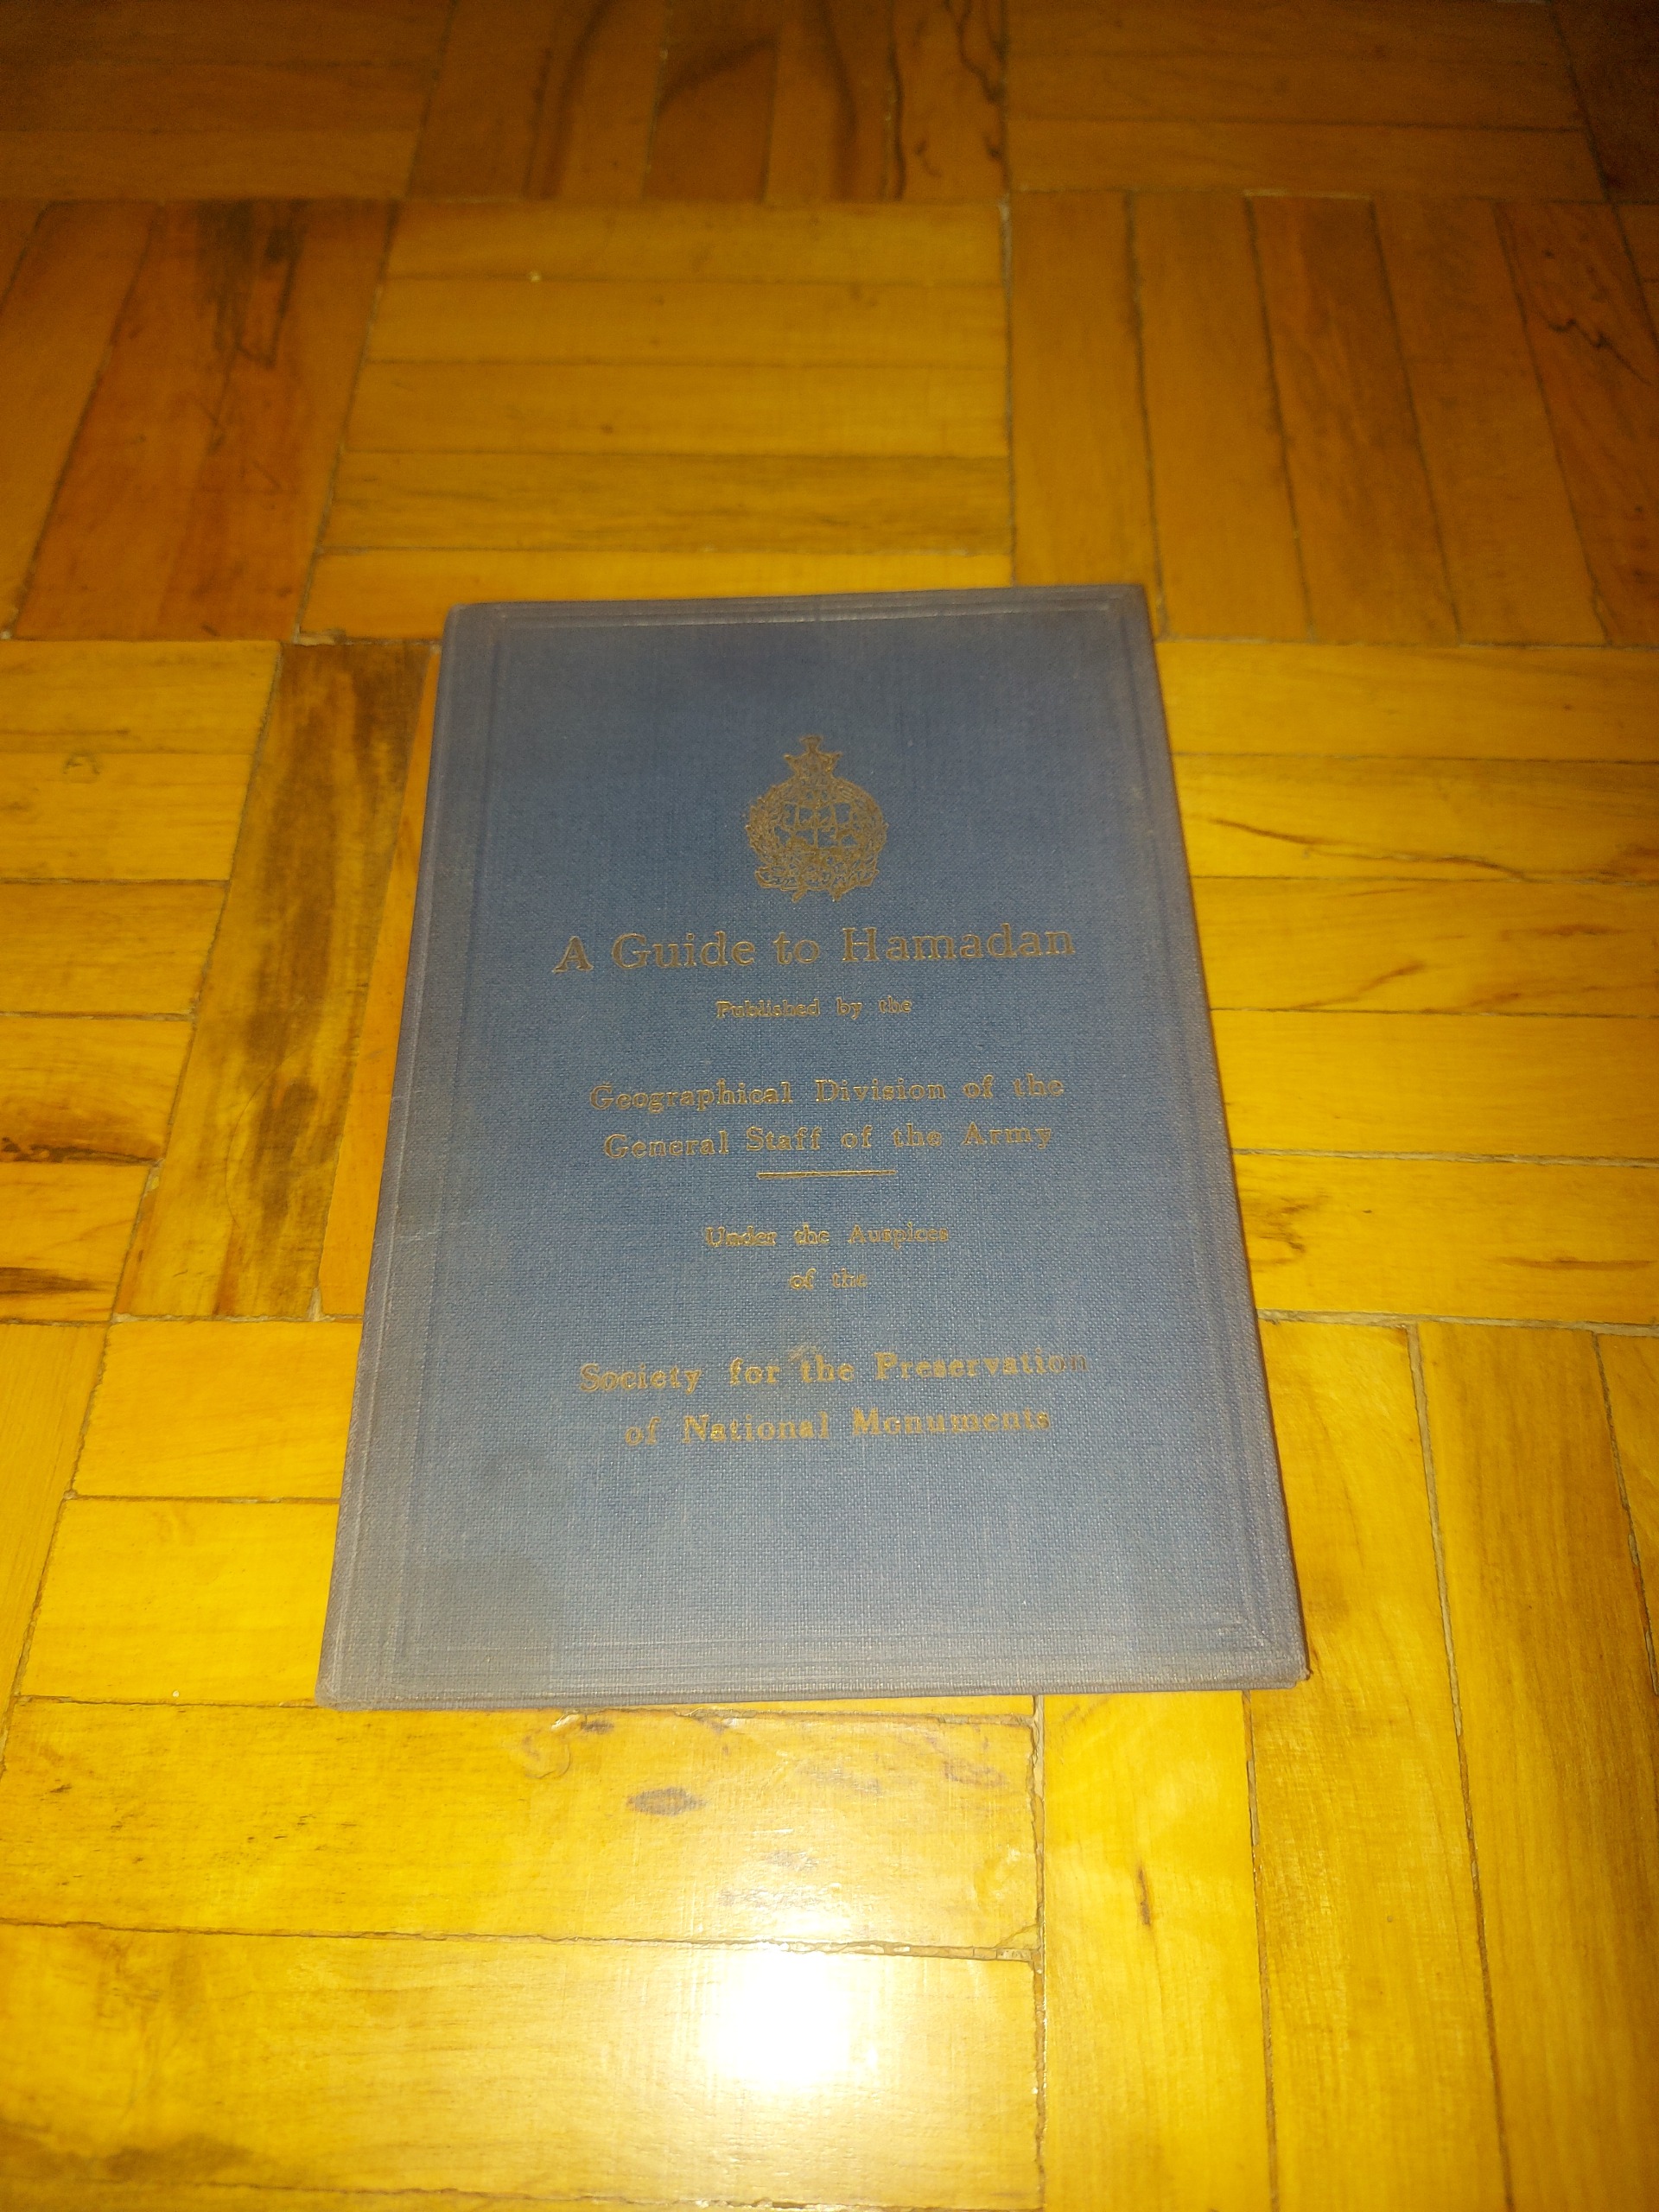 A Guide to Hamadan
Published by the
Geographical Division of the
General Staff of the Army
Under the Auspices
of the
Society for the Preservation
of National Monuments